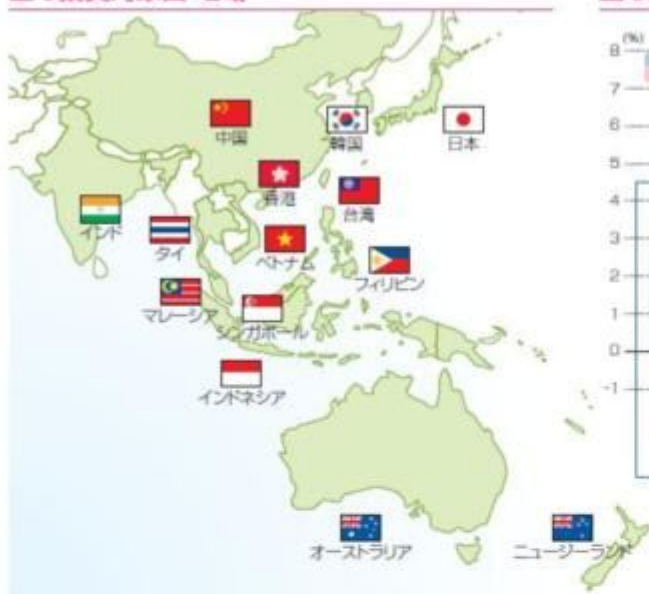 中国
韓国
日本
香港
台湾
インド
タイ
ベトナム
フィリピン
マレーシア
シンガポール
インドネシア
オーストラリア
ニュージーランド
(%)
8
7
6
5
4
3
2
1
0
-1